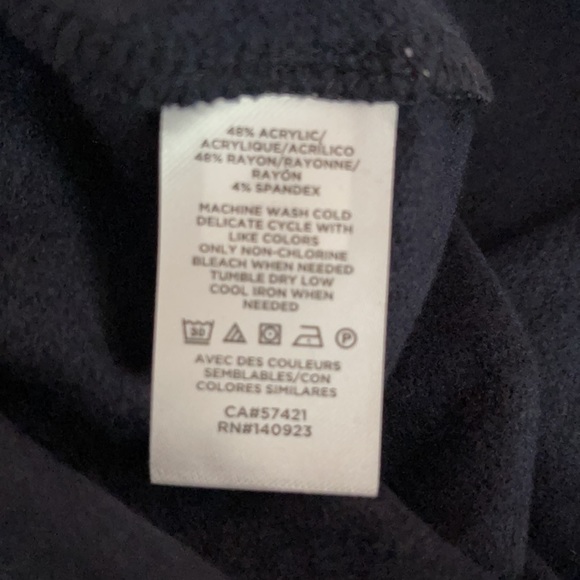 48% ACRYLIC/
ACRYLIQUE/ACRÍLICO
48% RAYON/RAYONNE/
RAYÓN
4% SPANDEX
MACHINE WASH COLD
DELICATE CYCLE WITH
LIKE COLORS
ONLY NON-CHLORINE
BLEACH WHEN NEEDED
TUMBLE DRY LOW
COOL IRON WHEN
NEEDED
30 P
AVEC DES COULEURS
SEMBLABLES/CON
COLORES SIMILARES
CA#57421
RN#140923